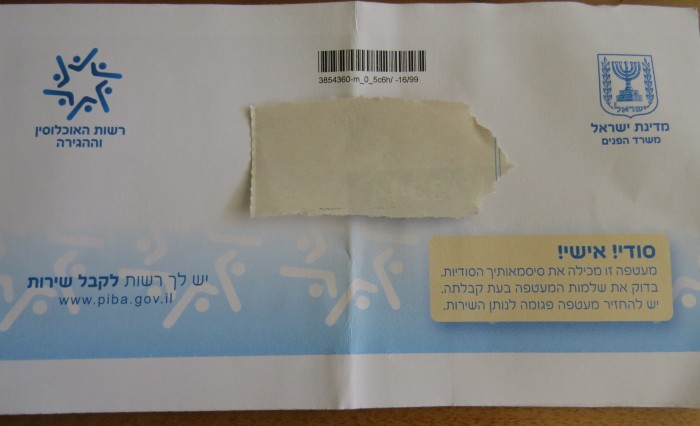 3854360-m_0_5c6h/ -16/99
מדינת ישראל
משרד הפנים
רשות האוכלוסין
וההגירה
סודי! אישי!
מעטפה זו מכילה את סיסמאותיך הסודיות.
בדוק את שלמות המעטפה בעת קבלתה.
יש להחזיר מעטפה פגומה לנותן השירות.
יש לך רשות לקבל שירות
www.piba.gov.il